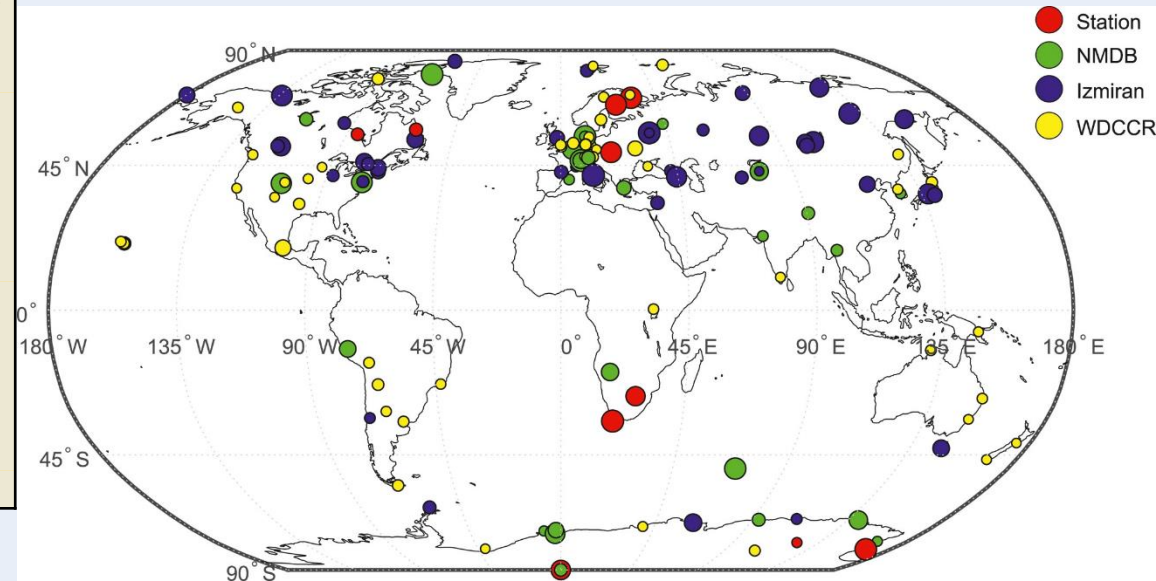 Station
NMDB
Izmiran
WDCCR
90° N
45° N
0°
180° W
135° W
90° W
45° W
0°
45° E
90° E
135° E
180° E
45° S
90° S